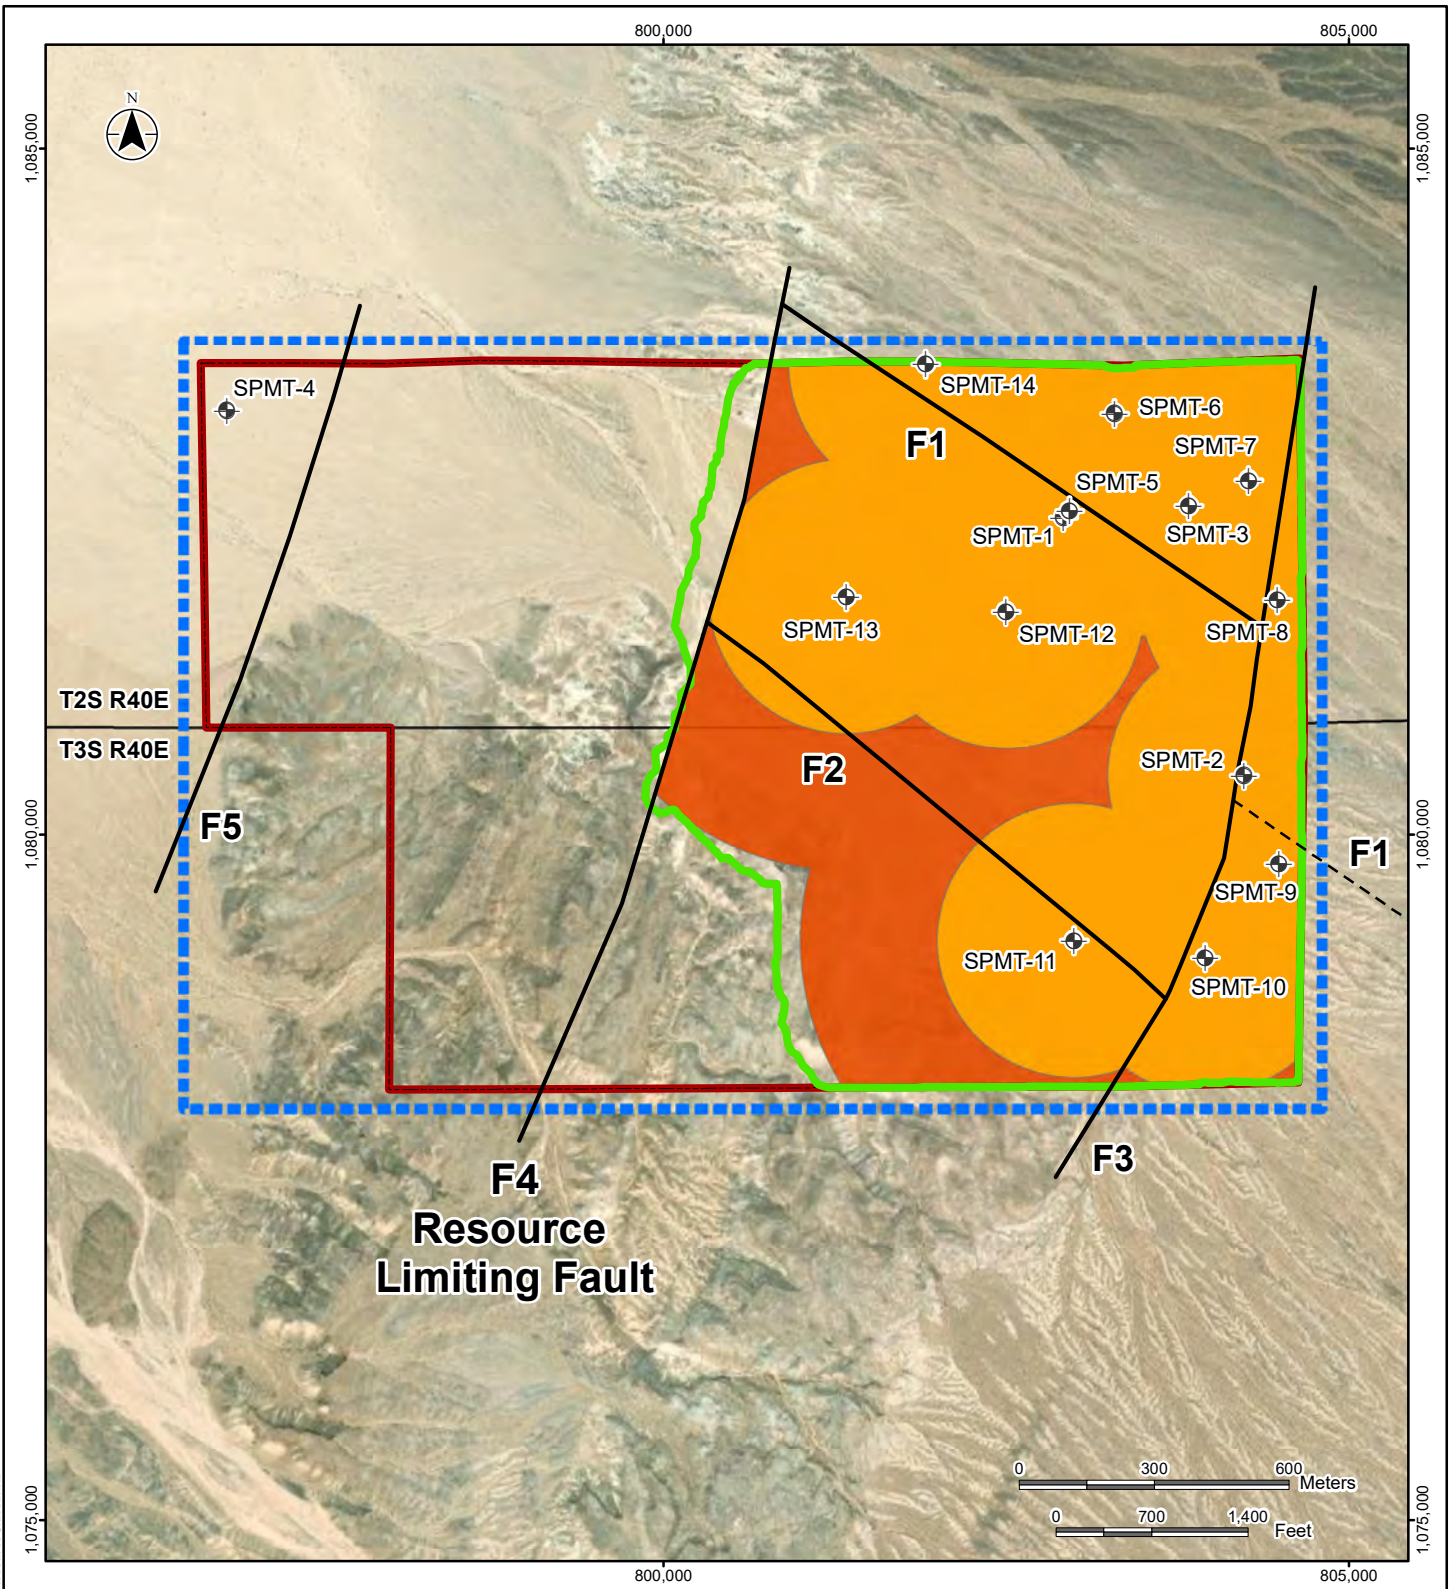 800,000
805,000
N
1,085,000
1,085,000
SPMT-4
SPMT-14
SPMT-6
F1
SPMT-7
SPMT-5
SPMT-1
SPMT-3
SPMT-13
SPMT-12
SPMT-8
T2S R40E
T3S R40E
F2
SPMT-2
F5
1,080,000
1,080,000
F1
SPMT-9
SPMT-11
SPMT-10
F3
F4
Resource
Limiting Fault
0 300 600
Meters
0 700 1,400
Feet
1,075,000
1,075,000
800,000
805,000